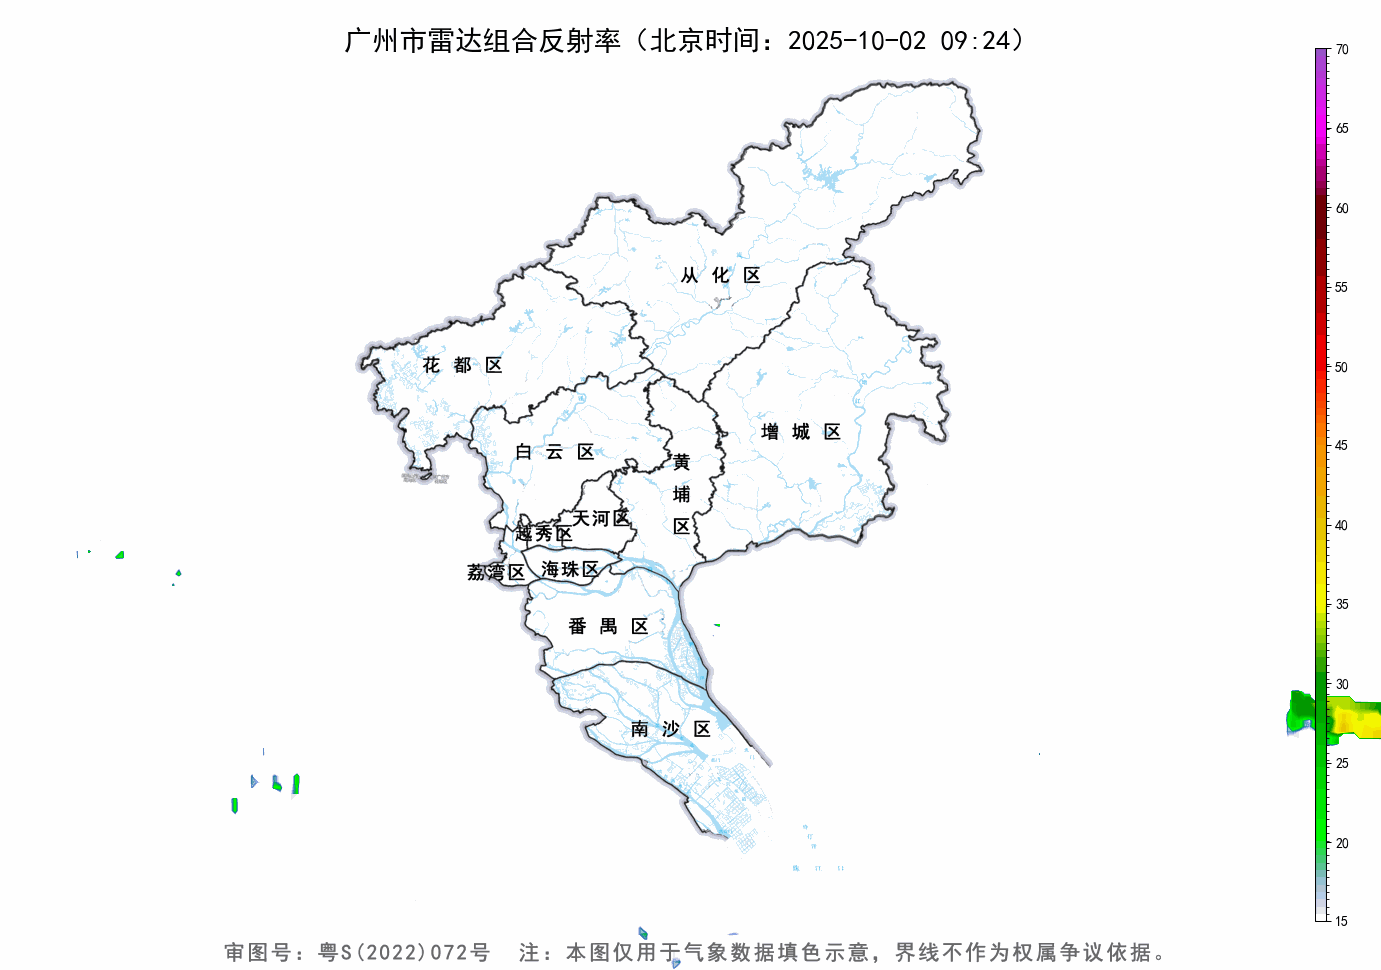 广州市雷达组合反射率（北京时间：2025-10-02 09:24）
70
65
60
从化区
55
花都区
50
增城区
45
白云区
黄埔区
40
天河区
越秀区
荔湾区
海珠区
35
番禺区
30
南沙区
25
20
15
审图号：粤S(2022)072号 注：本图仅用于气象数据填色示意，界线不作为权属争议依据。